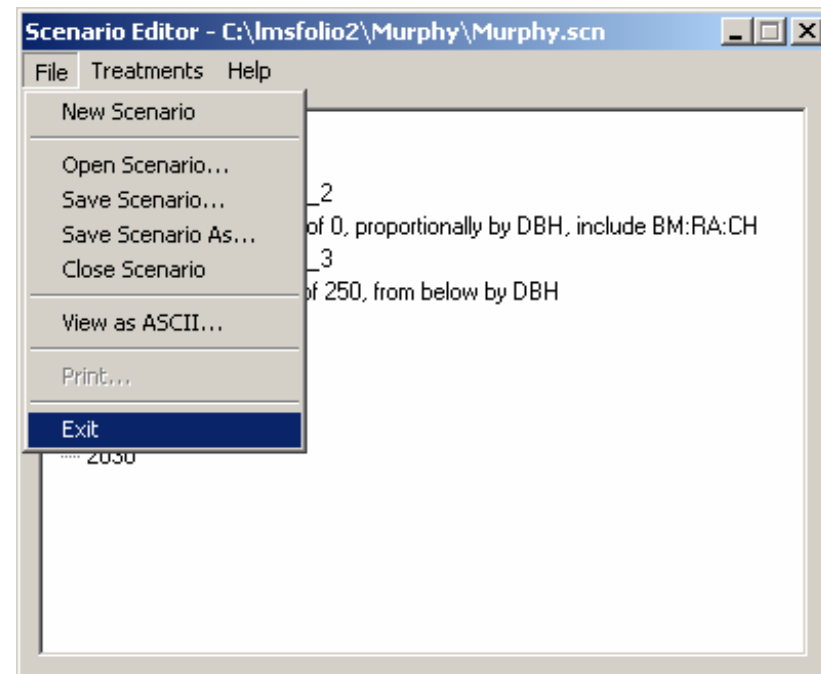 Scenario Editor - C:\lmsfolio2\Murphy\Murphy.scn
File Treatments Help
New Scenario
Open Scenario...
Save Scenario...
Save Scenario As...
Close Scenario
View as ASCII...
Print...
Exit
_2
of 0, proportionally by DBH, include BM:RA:CH
_3
of 250, from below by DBH
2030